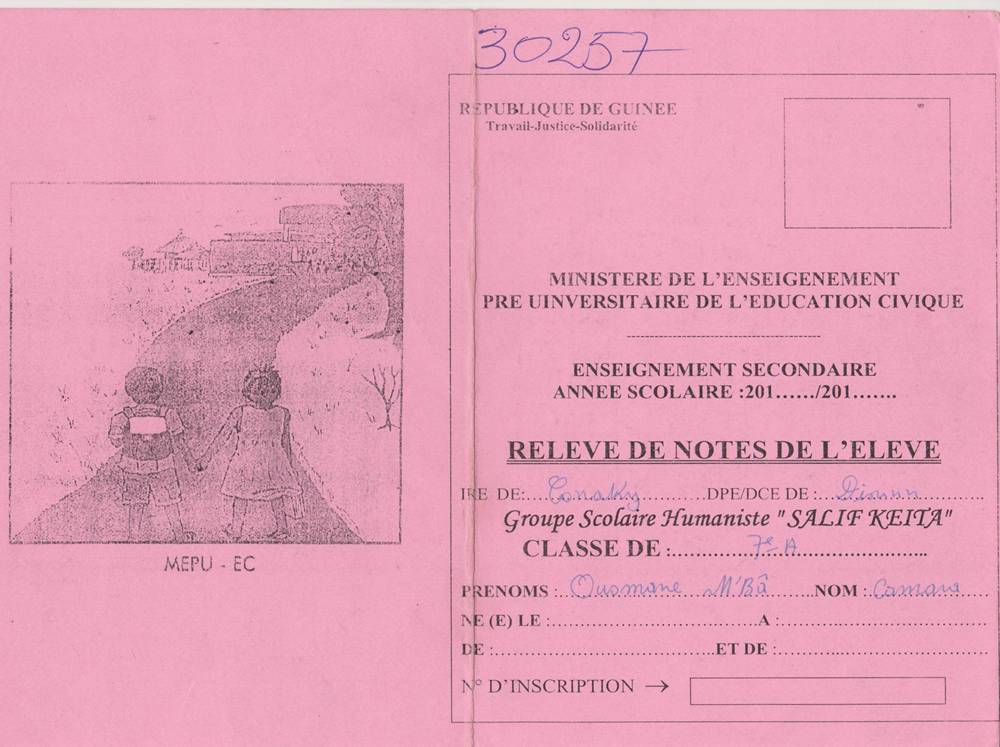 30257
REPUBLIQUE DE GUINEE
Travail-Justice-Solidarité
MINISTERE DE L'ENSEIGENEMENT
PRE UINVERSITAIRE DE L'EDUCATION CIVIQUE
ENSEIGNEMENT SECONDAIRE
ANNEE SCOLAIRE :201....../201.......
RELEVE DE NOTES DE L'ELEVE
IRE DE:....Conakry...........DPE/DCE DE :...Dixinn...............
Groupe Scolaire Humaniste "SALIF KEITA"
CLASSE DE :..............7e A......................
PRENOMS :...Ousmane M'Bâ..........NOM : Camara......
NE (E) LE :........................................A :........................................
DE :...........................................ET DE :........................................
N° D'INSCRIPTION →
MEPU - EC